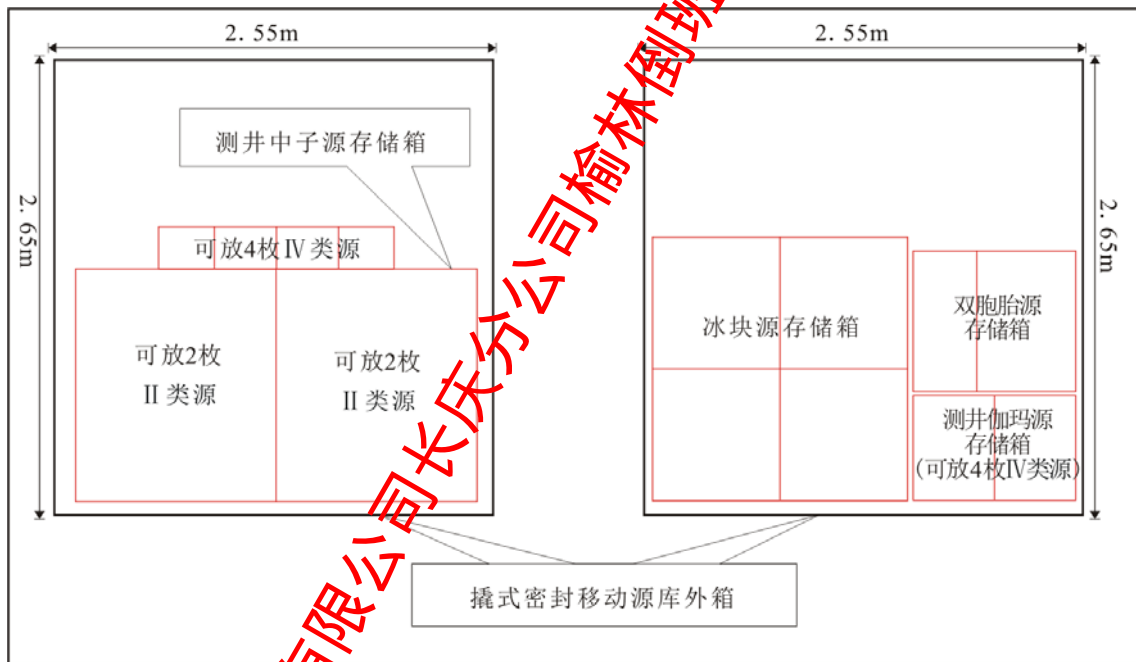 2.55m
2.55m
测井中子源存储箱
2.65m
2.65m
可放4枚Ⅳ类源
可放2枚
Ⅱ类源
可放2枚
Ⅱ类源
冰块源存储箱
双胞胎源
存储箱
测井伽玛源
存储箱
(可放4枚Ⅳ类源)
撬式密封移动源库外箱
有限公司长庆分公司榆林倒班